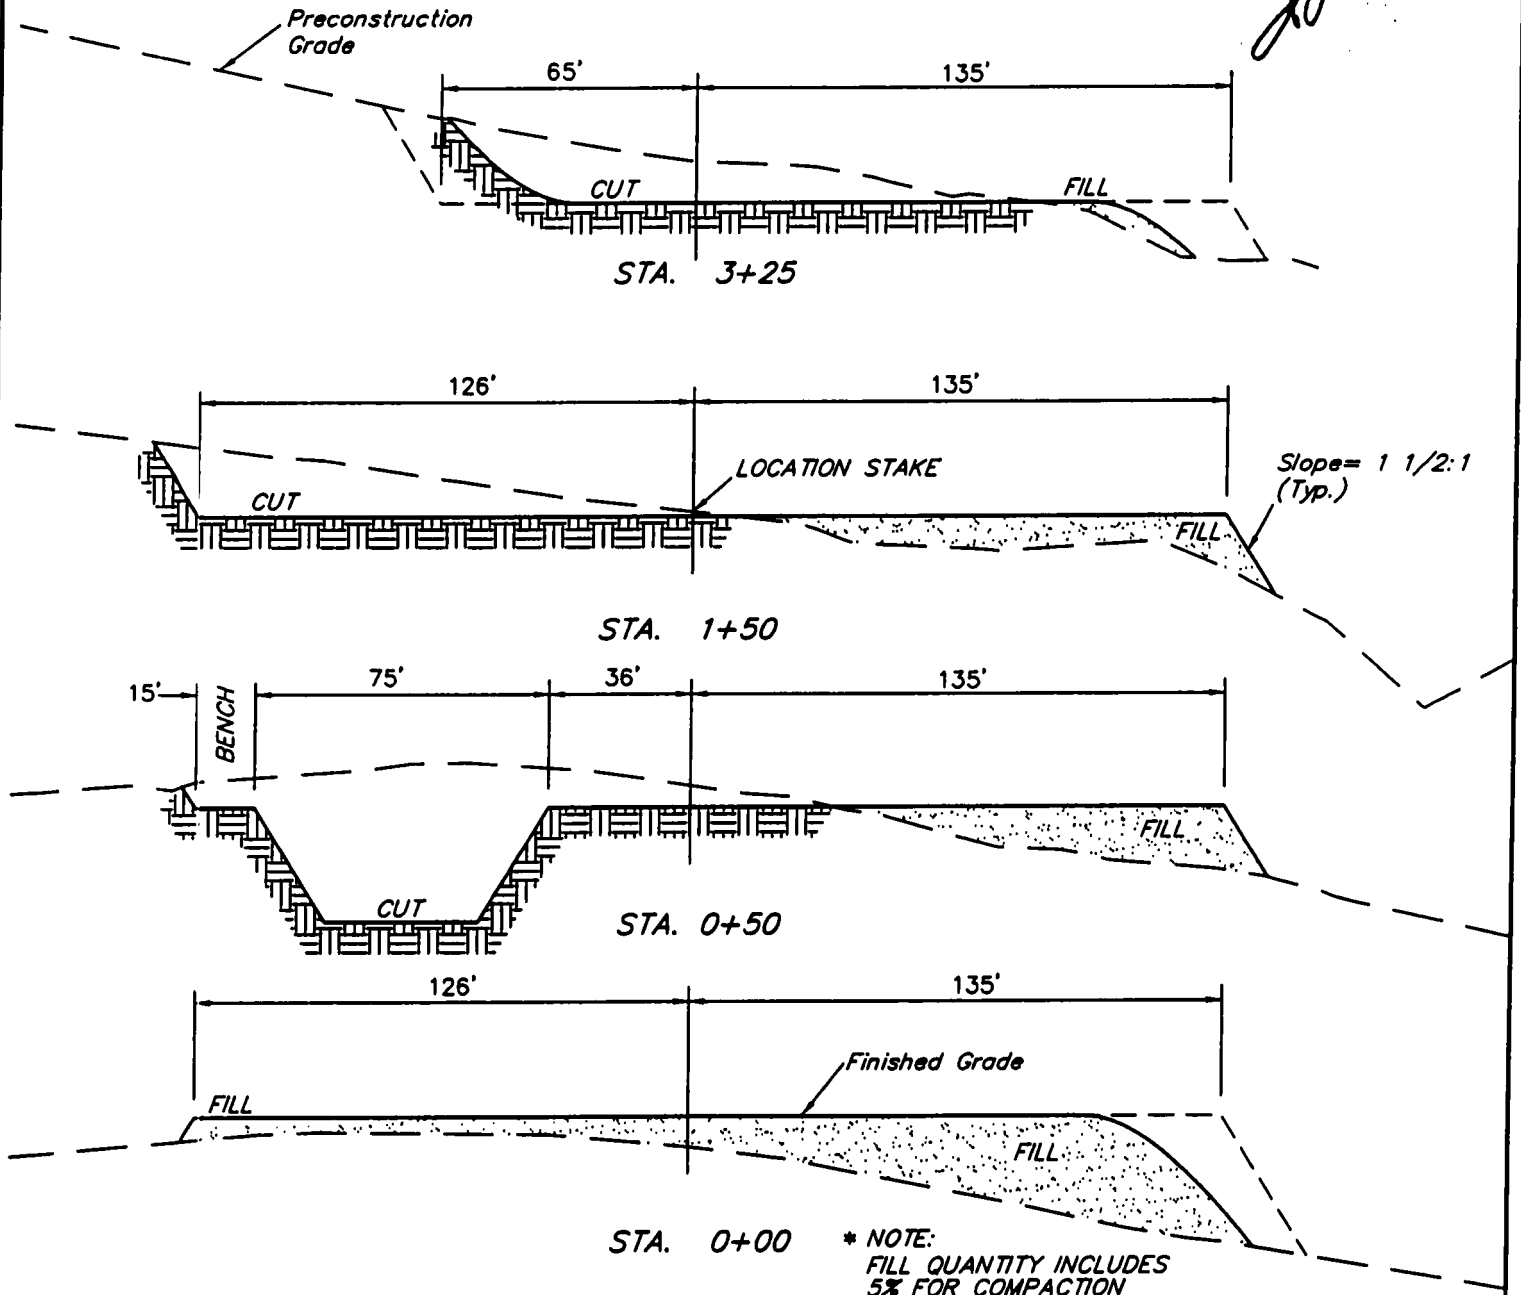 Preconstruction
Grade
65'
135'
CUT
FILL
STA. 3+25
126'
135'
LOCATION STAKE
Slope= 1 1/2:1
(Typ.)
CUT
FILL
STA. 1+50
15'
BENCH
75'
36'
135'
FILL
CUT
STA. 0+50
126'
135'
Finished Grade
FILL
FILL
STA. 0+00
* NOTE:
FILL QUANTITY INCLUDES
5% FOR COMPACTION